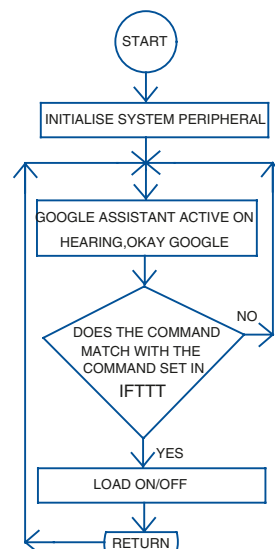 START
INITIALISE SYSTEM PERIPHERAL
GOOGLE ASSISTANT ACTIVE ON
HEARING,OKAY GOOGLE
NO
DOES THE COMMAND
MATCH WITH THE
COMMAND SET IN
IFTTT
YES
LOAD ON/OFF
RETURN